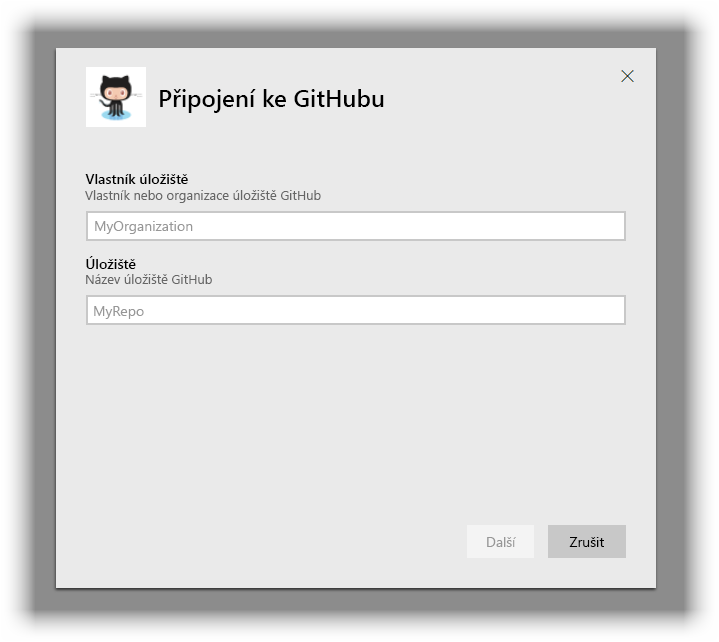 Připojení ke GitHubu
Vlastník úložiště
Vlastník nebo organizace úložiště GitHub
MyOrganization
Úložiště
Název úložiště GitHub
MyRepo
Další
Zrušit